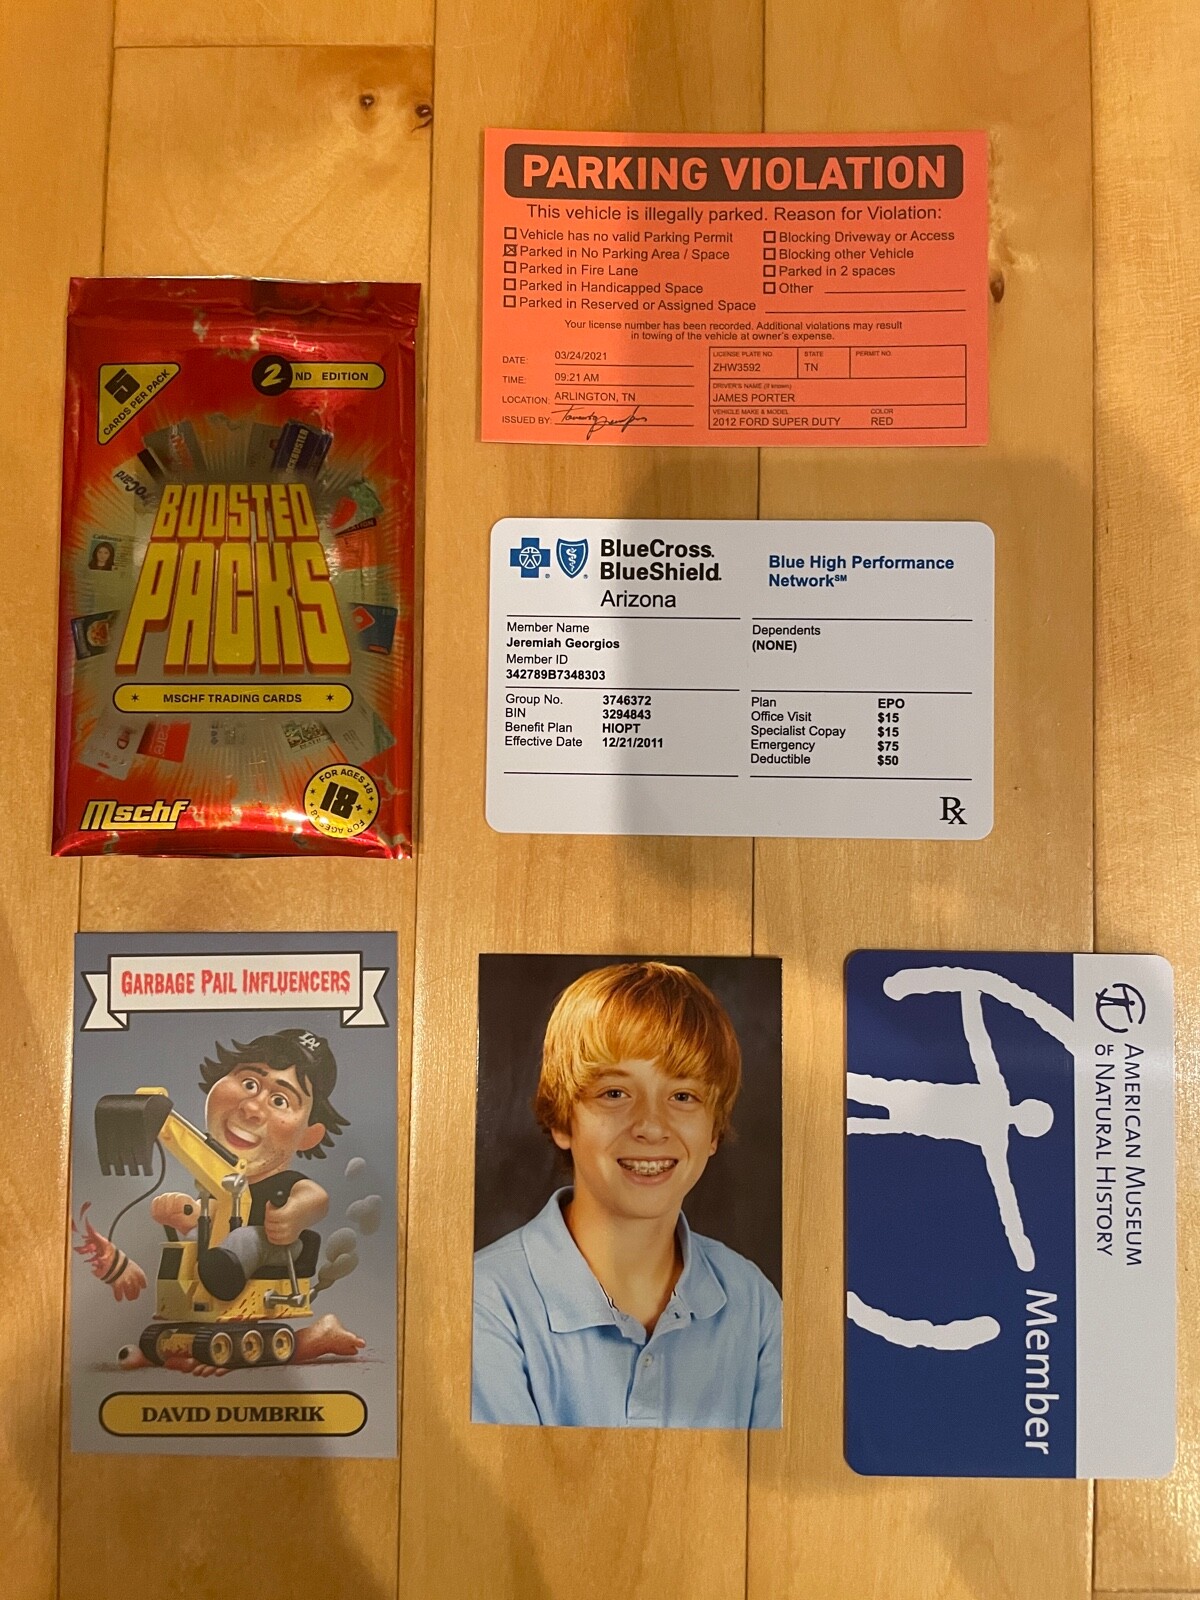 5
CARDS PER PACK
2ND EDITION
BLOCKBUSTER
BOOSTED
PACKS
MSCHF TRADING CARDS
Mschf
FOR AGES 18
18
FOR AGES 18
PARKING VIOLATION
This vehicle is illegally parked. Reason for Violation:
Vehicle has no valid Parking Permit
Parked in No Parking Area / Space
Parked in Fire Lane
Parked in Handicapped Space
Parked in Reserved or Assigned Space
Blocking Driveway or Access
Blocking other Vehicle
Parked in 2 spaces
Other
Your license number has been recorded. Additional violations may result
in towing of the vehicle at owner's expense.
DATE: 03/24/2021
TIME: 09:21 AM
LOCATION: ARLINGTON, TN
ISSUED BY:
LICENSE PLATE NO. STATE PERMIT NO.
ZHW3592 TN
DRIVER'S NAME (if known)
JAMES PORTER
VEHICLE MAKE & MODEL COLOR
2012 FORD SUPER DUTY RED
BlueCross.
BlueShield.
Arizona
Blue High Performance
Network℠
Member Name
Jeremiah Georgios
Member ID
342789B7348303
Dependents
(NONE)
Group No. 3746372
BIN 3294843
Benefit Plan HIOPT
Effective Date 12/21/2011
Plan EPO
Office Visit $15
Specialist Copay $15
Emergency $75
Deductible $50
Rx
GARBAGE PAIL INFLUENCERS
LA
DAVID DUMBRIK
AMERICAN MUSEUM
OF NATURAL HISTORY
Member